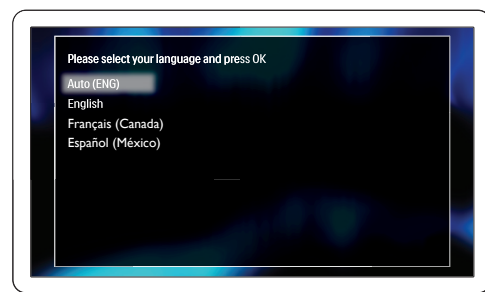 Please select your language and press OK
Auto (ENG)
English
Français (Canada)
Español (México)